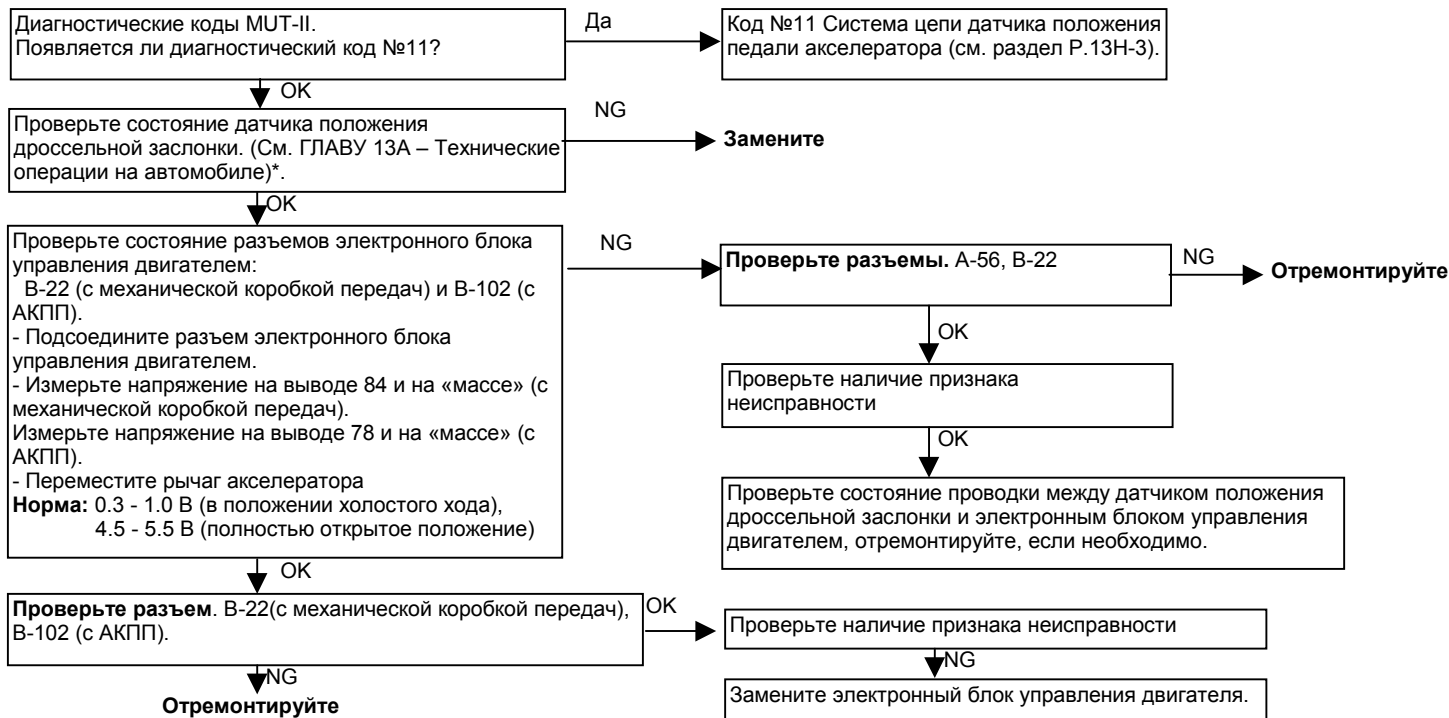 Диагностические коды MUT-II.
Появляется ли диагностический код №11?
Да
Код №11 Система цепи датчика положения
педали акселератора (см. раздел P.13H-3).
OK
Проверьте состояние датчика положения
дроссельной заслонки. (См. ГЛАВУ 13А – Технические
операции на автомобиле)*.
NG
Замените
OK
Проверьте состояние разъемов электронного блока
управления двигателем:
В-22 (с механической коробкой передач) и В-102 (с
АКПП).
- Подсоедините разъем электронного блока
управления двигателем.
- Измерьте напряжение на выводе 84 и на «массе» (с
механической коробкой передач).
Измерьте напряжение на выводе 78 и на «массе» (с
АКПП).
- Переместите рычаг акселератора
Норма: 0.3 - 1.0 В (в положении холостого хода),
4.5 - 5.5 В (полностью открытое положение)
NG
Проверьте разъемы. А-56, В-22
NG
Отремонтируйте
OK
Проверьте наличие признака
неисправности
OK
Проверьте состояние проводки между датчиком положения
дроссельной заслонки и электронным блоком управления
двигателем, отремонтируйте, если необходимо.
OK
Проверьте разъем. В-22(с механической коробкой передач),
В-102 (с АКПП).
OK
Проверьте наличие признака неисправности
NG
Замените электронный блок управления двигателя.
NG
Отремонтируйте